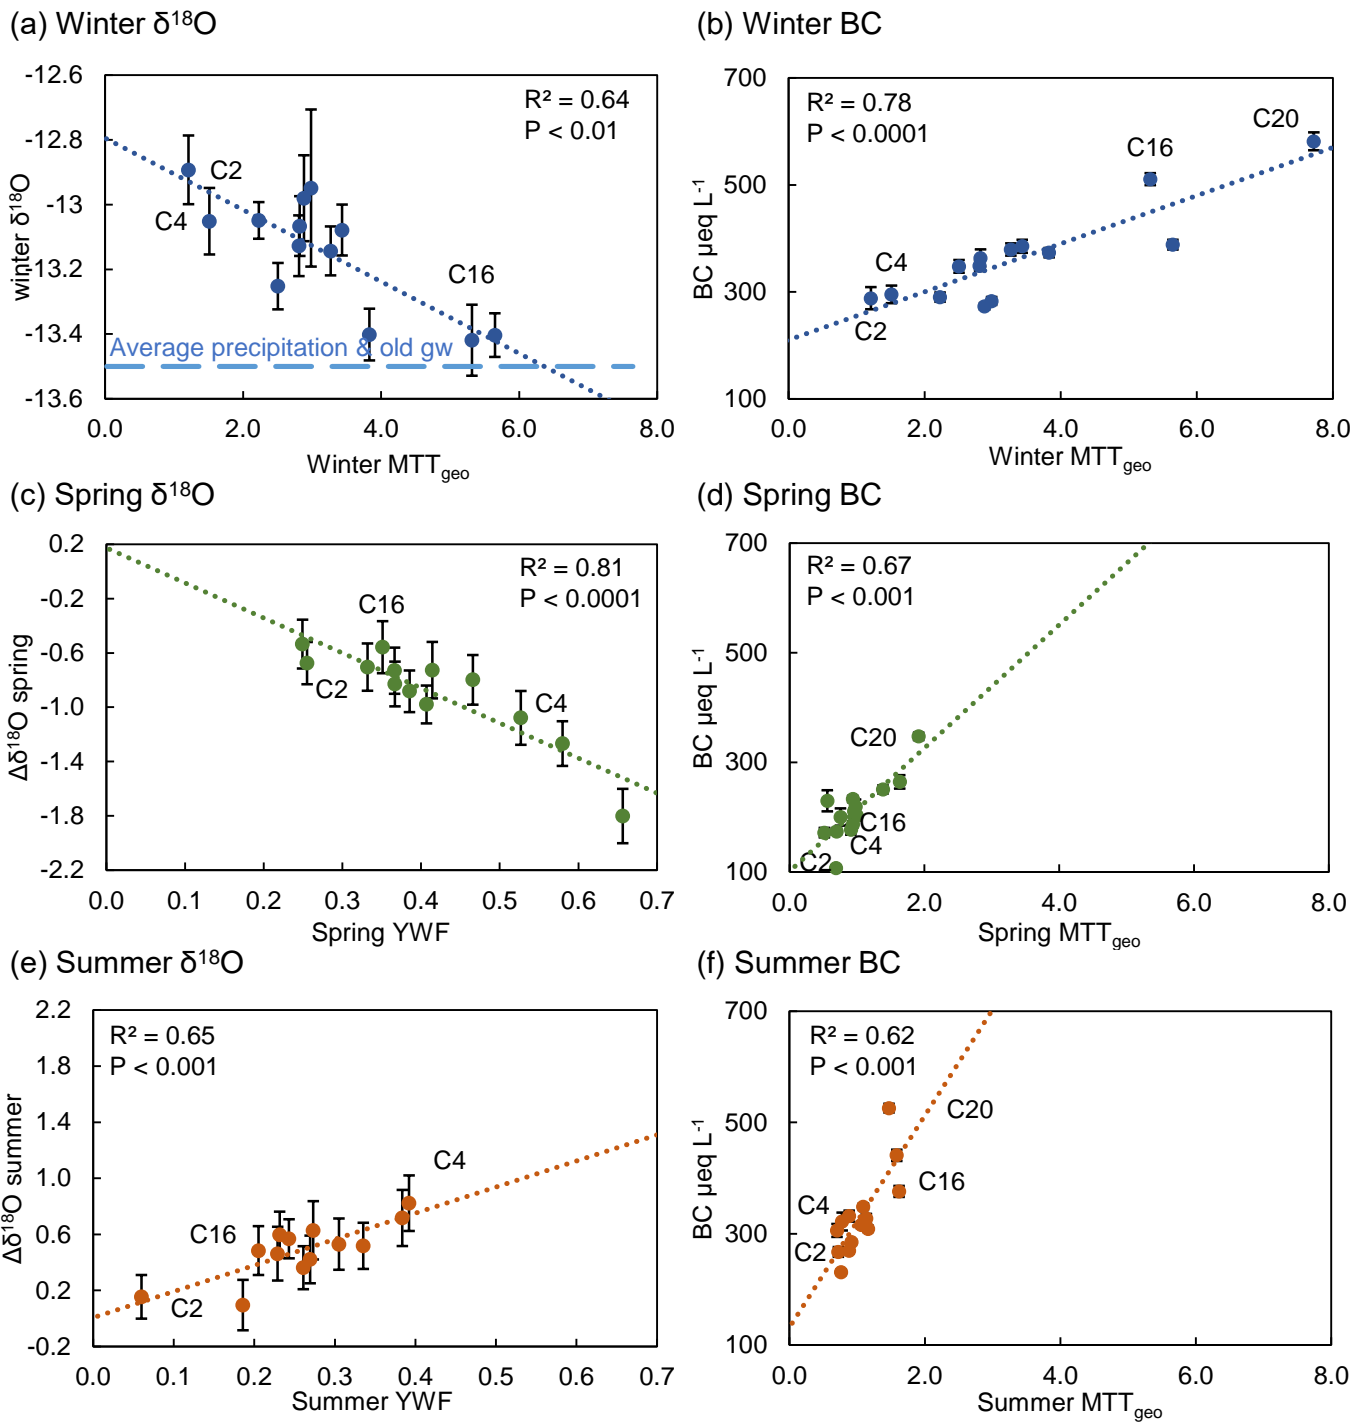 (a) Winter δ¹⁸O
winter δ¹⁸O
-12.6
-12.8
-13
-13.2
-13.4
-13.6
R² = 0.64
P < 0.01
C2
C4
C16
Average precipitation & old gw
0.0 2.0 4.0 6.0 8.0
Winter MTTgeo
(b) Winter BC
BC µeq L⁻¹
700
500
300
100
R² = 0.78
P < 0.0001
C20
C16
C4
C2
0.0 2.0 4.0 6.0 8.0
Winter MTTgeo
(c) Spring δ¹⁸O
Δδ¹⁸O spring
0.2
-0.2
-0.6
-1.0
-1.4
-1.8
-2.2
R² = 0.81
P < 0.0001
C16
C2
C4
0.0 0.1 0.2 0.3 0.4 0.5 0.6 0.7
Spring YWF
(d) Spring BC
BC µeq L⁻¹
700
500
300
100
R² = 0.67
P < 0.001
C20
C16
C4
C2
0.0 2.0 4.0 6.0 8.0
Spring MTTgeo
(e) Summer δ¹⁸O
Δδ¹⁸O summer
2.2
1.8
1.4
1.0
0.6
0.2
-0.2
R² = 0.65
P < 0.001
C4
C16
C2
0.0 0.1 0.2 0.3 0.4 0.5 0.6 0.7
Summer YWF
(f) Summer BC
BC µeq L⁻¹
700
500
300
100
R² = 0.62
P < 0.001
C20
C16
C4
C2
0.0 2.0 4.0 6.0 8.0
Summer MTTgeo